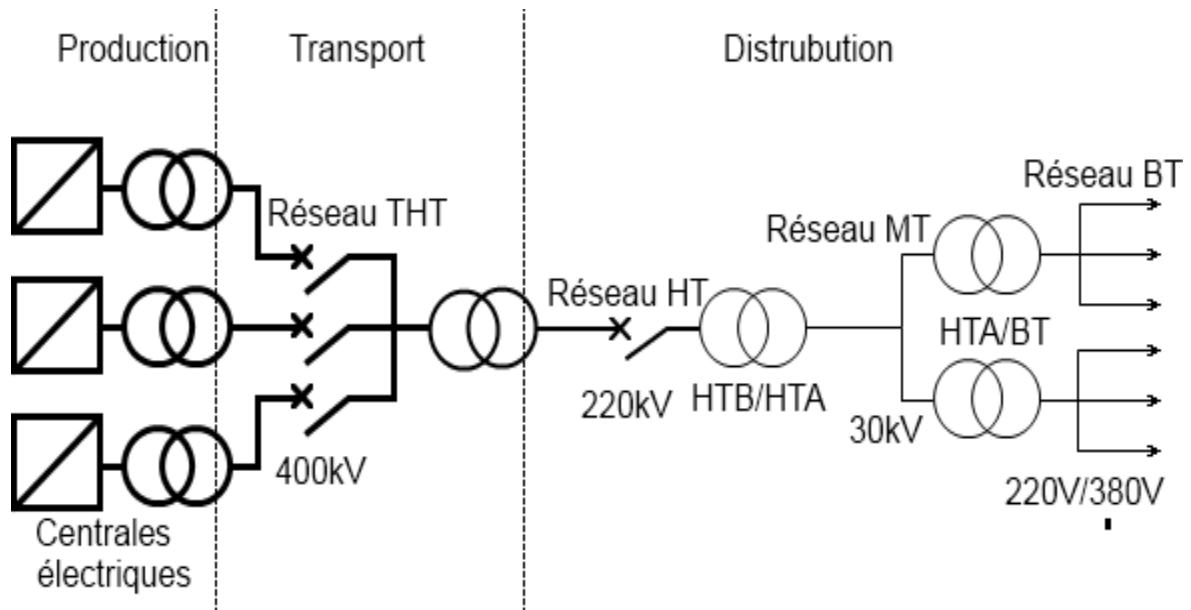 Production
Transport
Distrubution
Réseau THT
Réseau HT
Réseau MT
Réseau BT
HTA/BT
220kV
HTB/HTA
30kV
400kV
220V/380V
Centrales
électriques